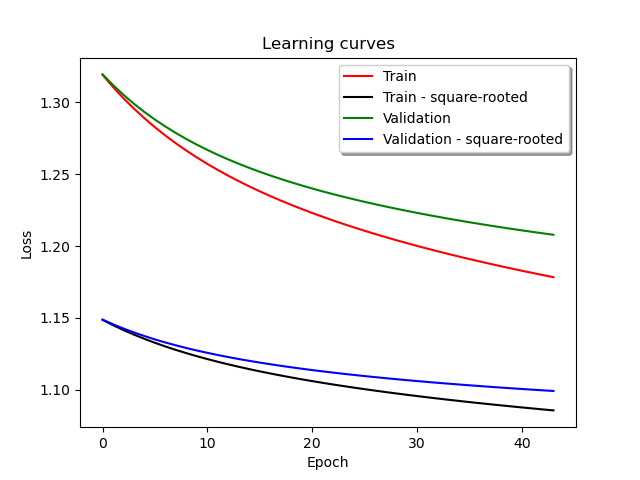 Learning curves
Train
Train - square-rooted
Validation
Validation - square-rooted
1.30
1.25
1.20
1.15
1.10
Loss
0 10 20 30 40
Epoch